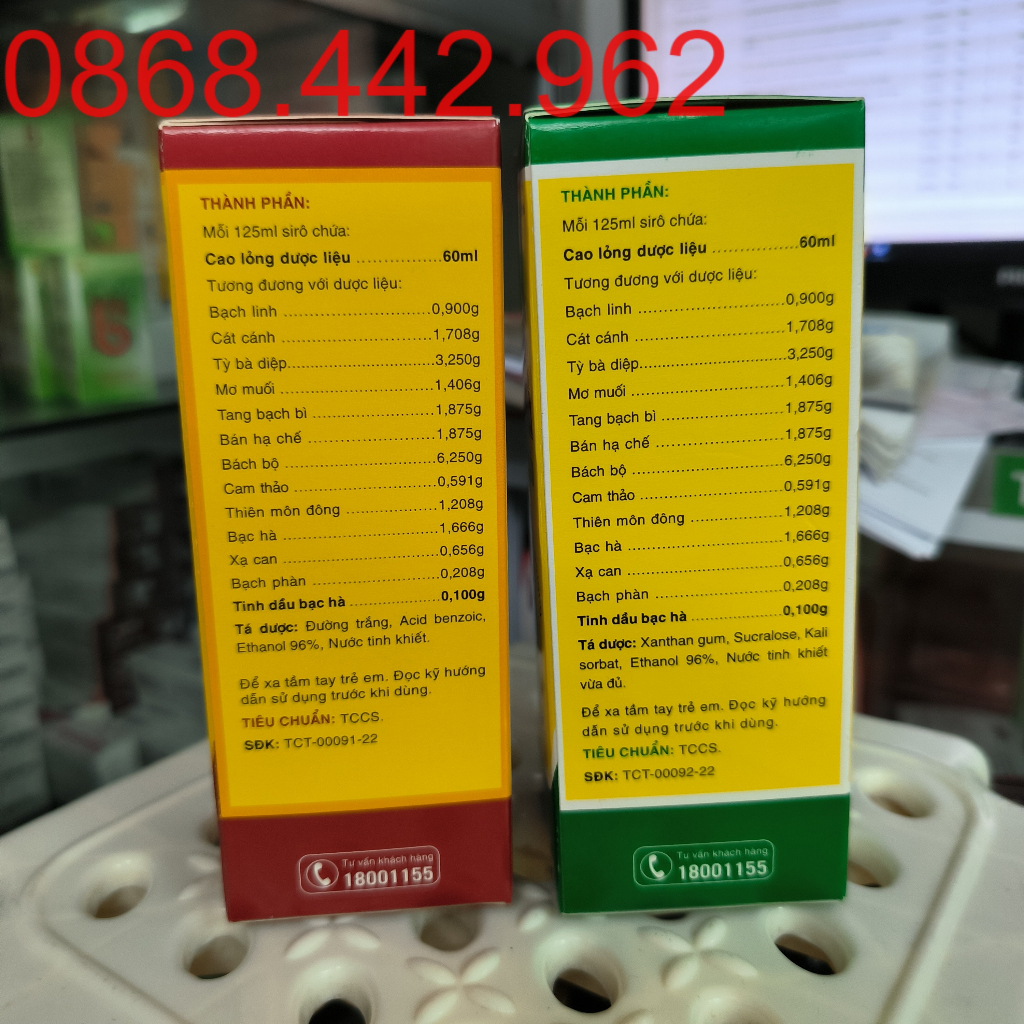 0868.442.962
THÀNH PHẦN:
Mỗi 125ml sirô chứa:
Cao lỏng dược liệu ................60ml
Tương đương với dược liệu:
Bạch linh ................0,900g
Cát cánh ................1,708g
Tỳ bà diệp................3,250g
Mơ muối ................1,406g
Tang bạch bì ................1,875g
Bán hạ chế ................1,875g
Bách bộ ................6,250g
Cam thảo ................0,591g
Thiên môn đông ................1,208g
Bạc hà ................1,666g
Xạ can ................0,656g
Bạch phàn ................0,208g
Tinh dầu bạc hà ................0,100g
Tá dược: Đường trắng, Acid benzoic,
Ethanol 96%, Nước tinh khiết.
Để xa tầm tay trẻ em. Đọc kỹ hướng
dẫn sử dụng trước khi dùng.
TIÊU CHUẨN: TCCS.
SĐK: TCT-00091-22
Tư vấn khách hàng
18001155
THÀNH PHẦN:
Mỗi 125ml sirô chứa:
Cao lỏng dược liệu ................60ml
Tương đương với dược liệu:
Bạch linh ................0,900g
Cát cánh ................1,708g
Tỳ bà diệp................3,250g
Mơ muối ................1,406g
Tang bạch bì ................1,875g
Bán hạ chế ................1,875g
Bách bộ ................6,250g
Cam thảo ................0,591g
Thiên môn đông ................1,208g
Bạc hà ................1,666g
Xạ can ................0,656g
Bạch phàn ................0,208g
Tinh dầu bạc hà ................0,100g
Tá dược: Xanthan gum, Sucralose, Kali
sorbat, Ethanol 96%, Nước tinh khiết
vừa đủ.
Để xa tầm tay trẻ em. Đọc kỹ hướng
dẫn sử dụng trước khi dùng.
TIÊU CHUẨN: TCCS.
SĐK: TCT-00092-22
Tư vấn khách hàng
18001155